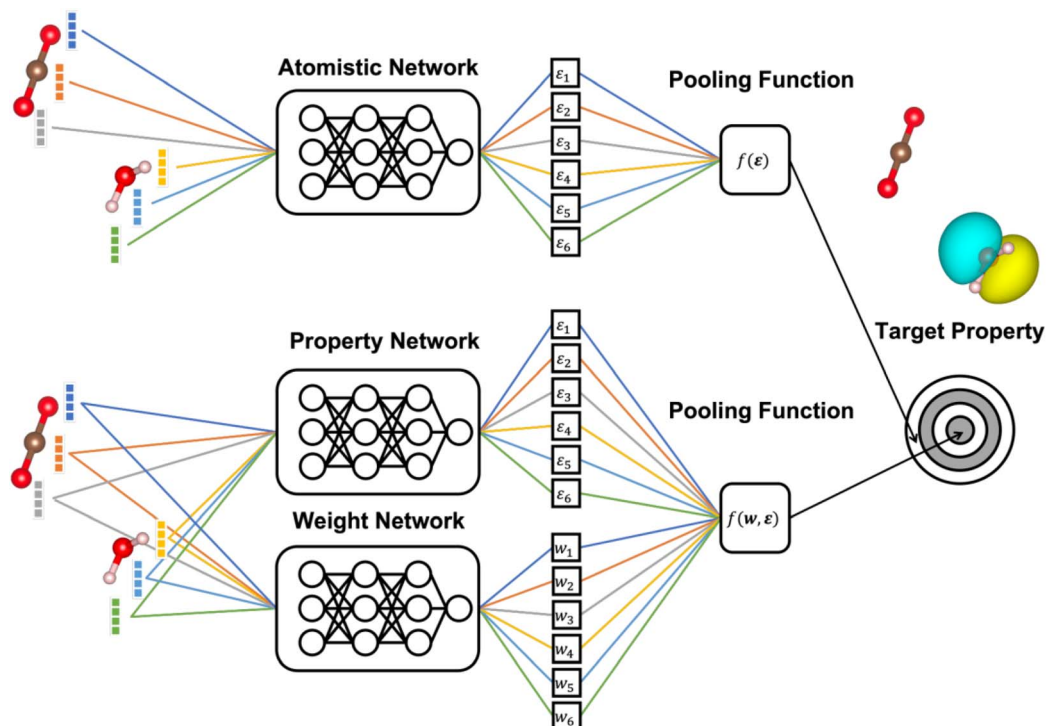 Atomistic Network
Pooling Function
ε1
ε2
ε3
ε4
ε5
ε6
f(ε)
Target Property
Property Network
Pooling Function
ε1
ε2
ε3
ε4
ε5
ε6
f(w, ε)
Weight Network
w1
w2
w3
w4
w5
w6